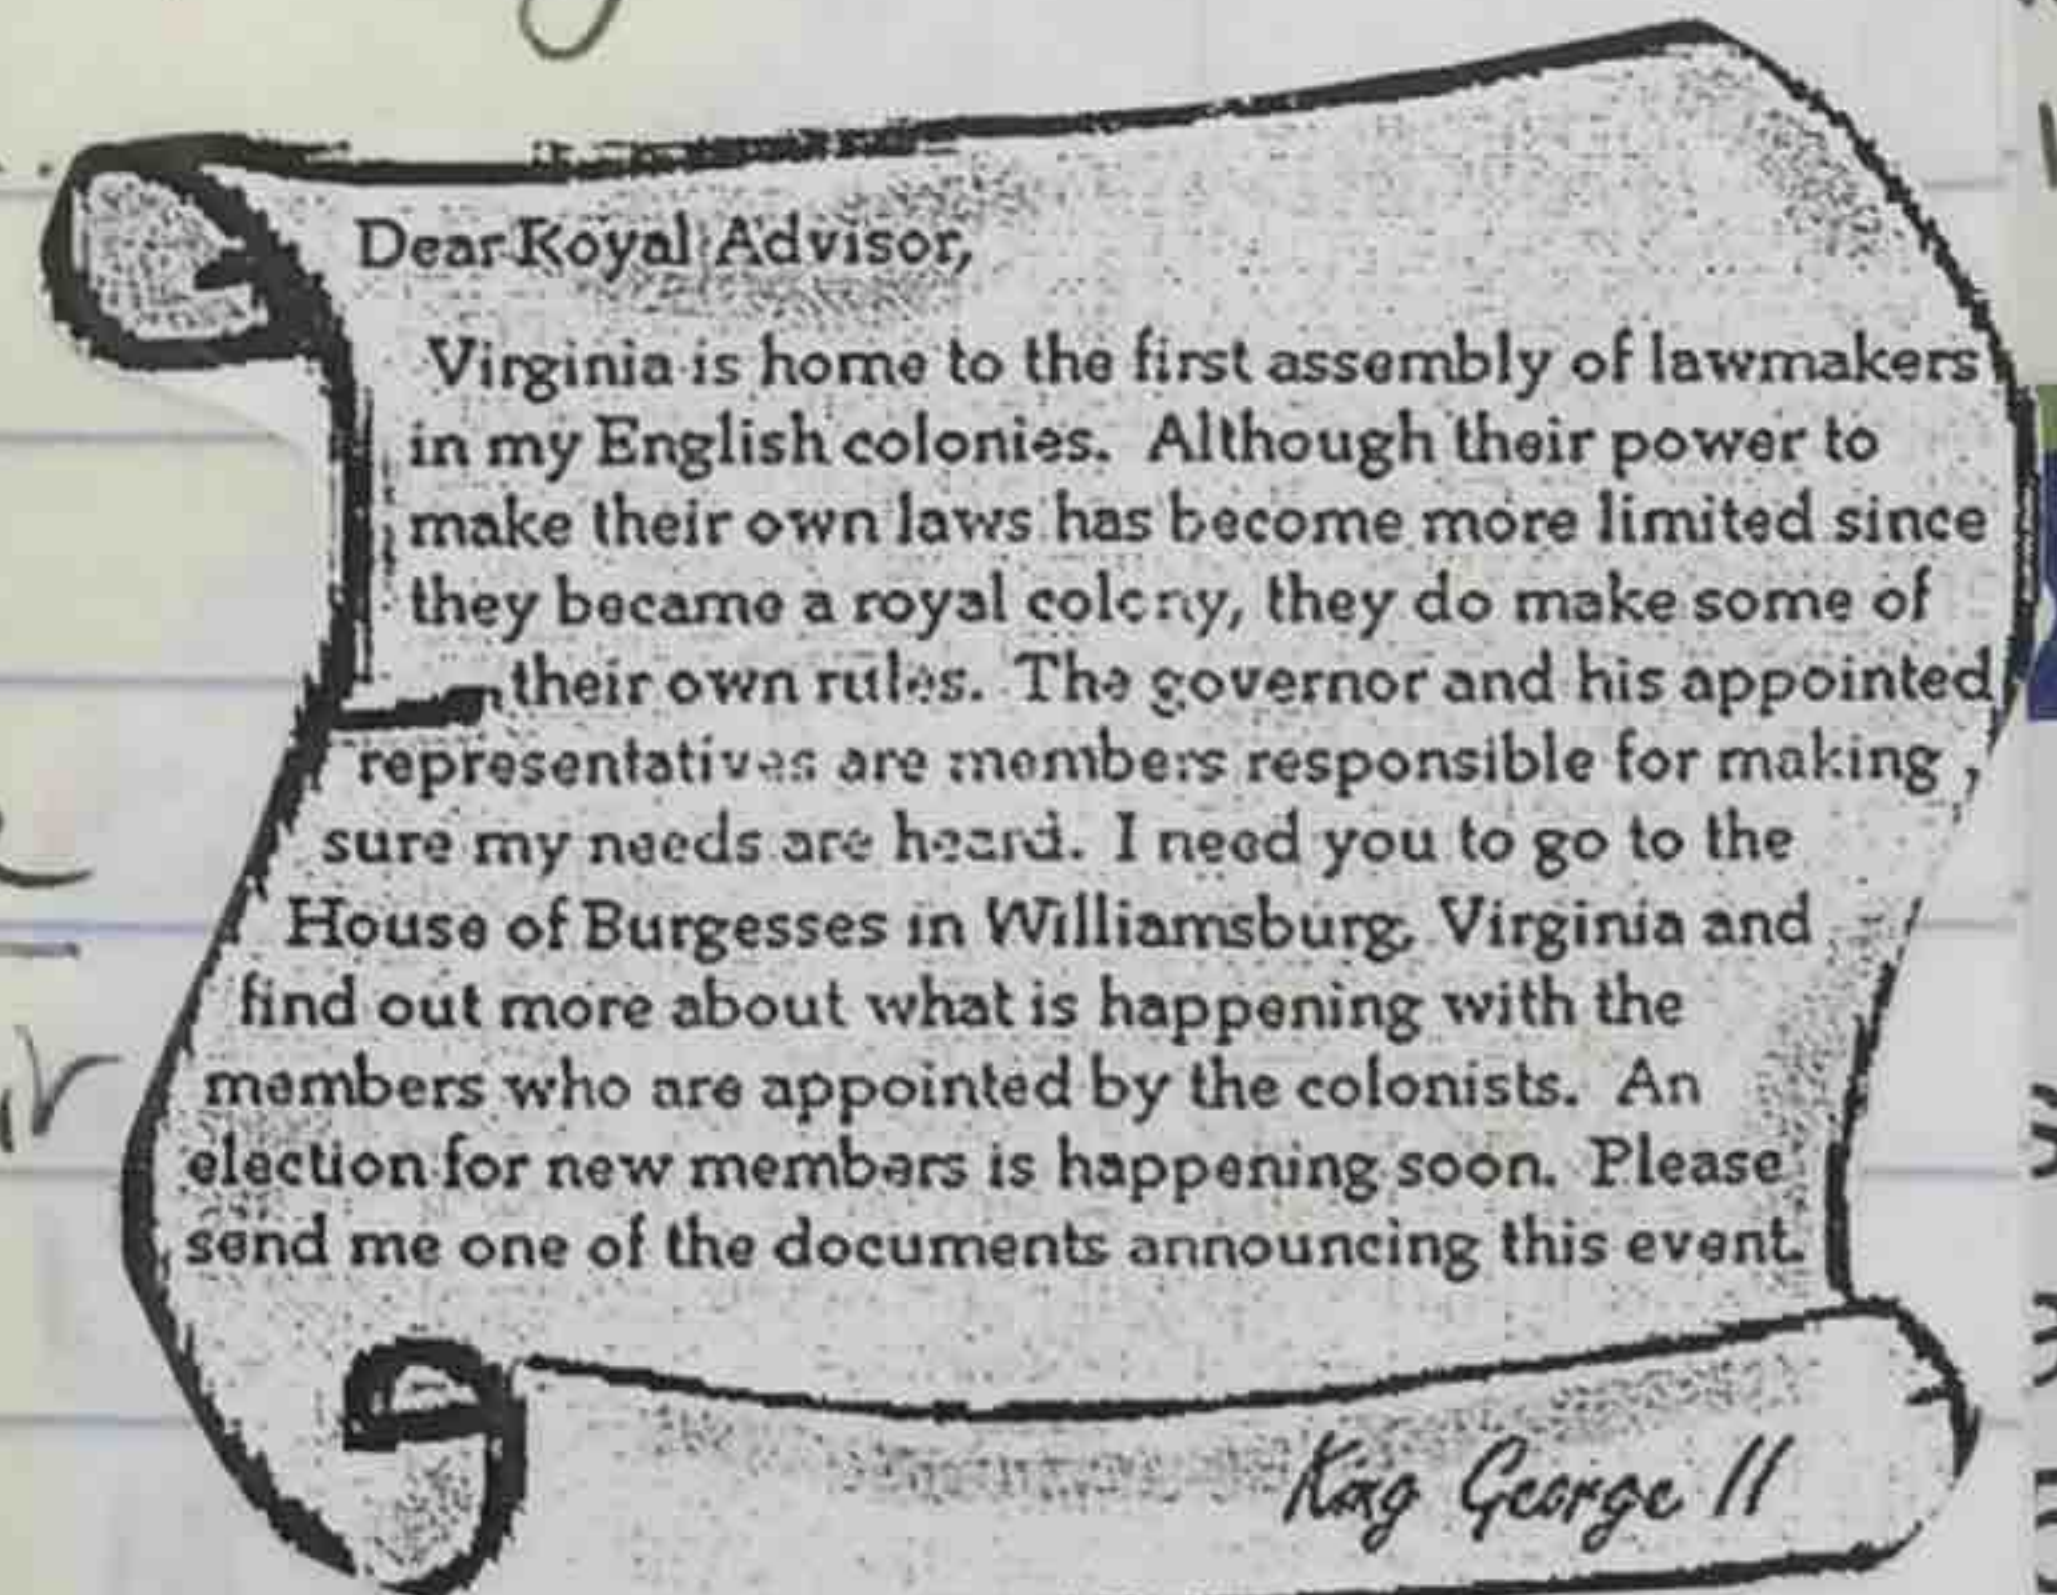 Dear Royal Advisor,
Virginia is home to the first assembly of lawmakers
in my English colonies. Although their power to
make their own laws has become more limited since
they became a royal colony, they do make some of
their own rules. The governor and his appointed
representatives are members responsible for making
sure my needs are heard. I need you to go to the
House of Burgesses in Williamsburg, Virginia and
find out more about what is happening with the
members who are appointed by the colonists. An
election for new members is happening soon. Please
send me one of the documents announcing this event.
King George II